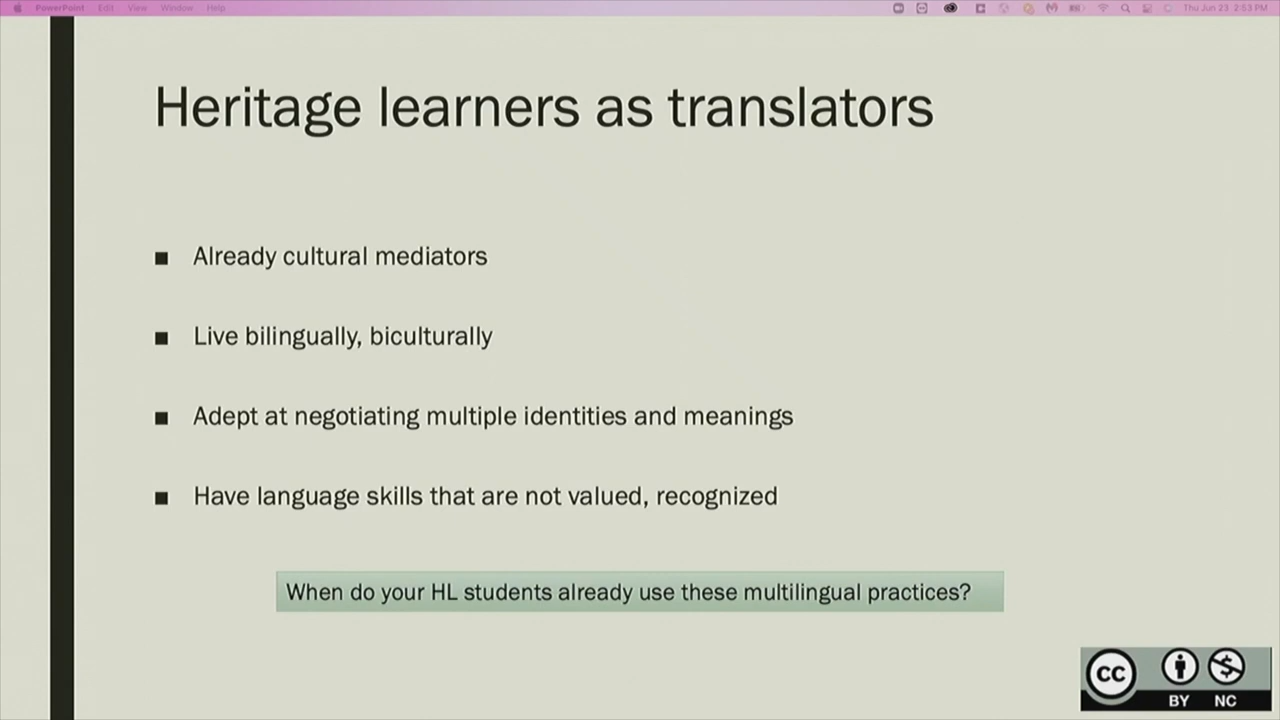 PowerPoint Edit View Window Help Thu Jun 23 2:53 PM
Heritage learners as translators
■ Already cultural mediators
■ Live bilingually, biculturally
■ Adept at negotiating multiple identities and meanings
■ Have language skills that are not valued, recognized
When do your HL students already use these multilingual practices?
CC
BY NC